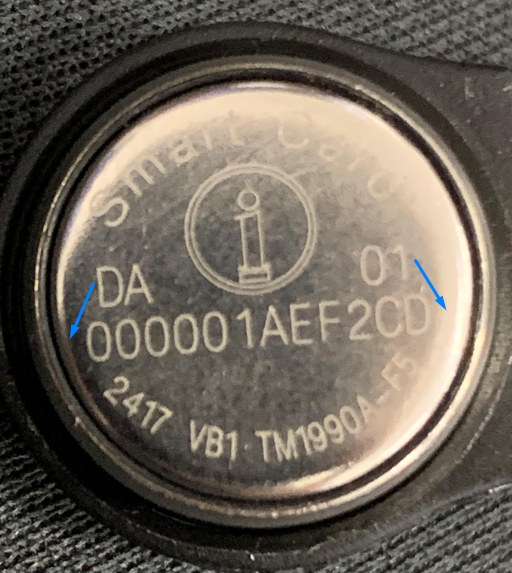 Smart Card
i
DA 01
000001AEF2CD
2417 VB1 TM1990A-F5